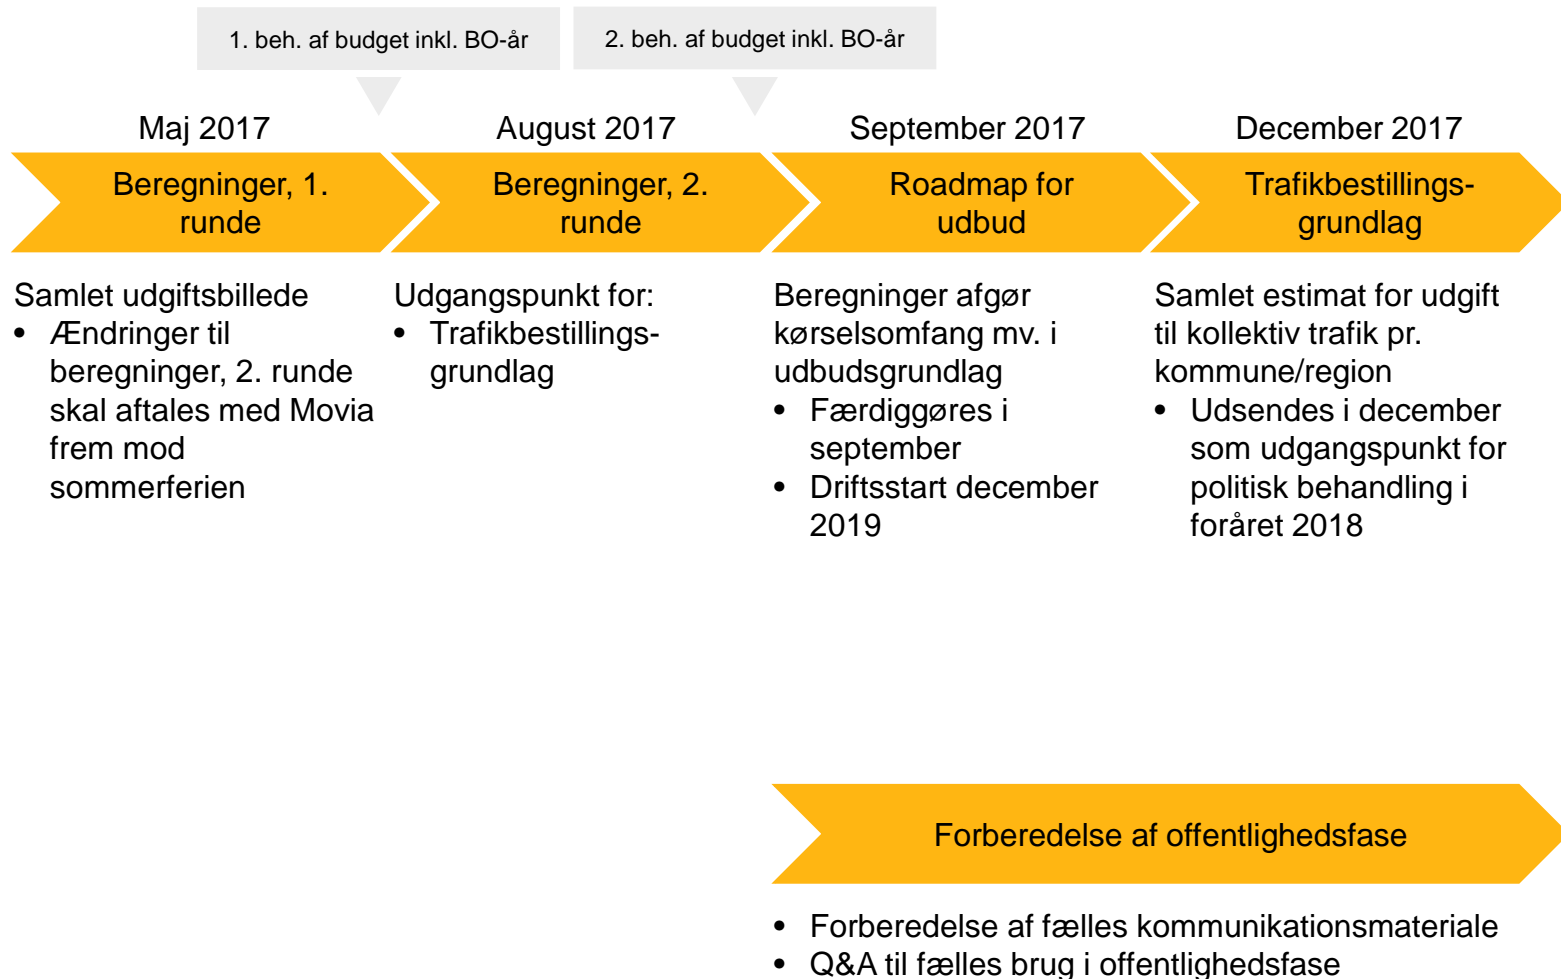 1. beh. af budget inkl. BO-år
2. beh. af budget inkl. BO-år
Maj 2017
August 2017
September 2017
December 2017
Beregninger, 1.
runde
Beregninger, 2.
runde
Roadmap for
udbud
Trafikbestillings-
grundlag
Samlet udgiftsbillede
• Ændringer til
beregninger, 2. runde
skal aftales med Movia
frem mod
sommerferien
Udgangspunkt for:
• Trafikbestillings-
grundlag
Beregninger afgør
kørselsomfang mv. i
udbudsgrundlag
• Færdiggøres i
september
• Driftsstart december
2019
Samlet estimat for udgift
til kollektiv trafik pr.
kommune/region
• Udsendes i december
som udgangspunkt for
politisk behandling i
foråret 2018
Forberedelse af offentlighedsfase
• Forberedelse af fælles kommunikationsmateriale
• Q&A til fælles brug i offentlighedsfase